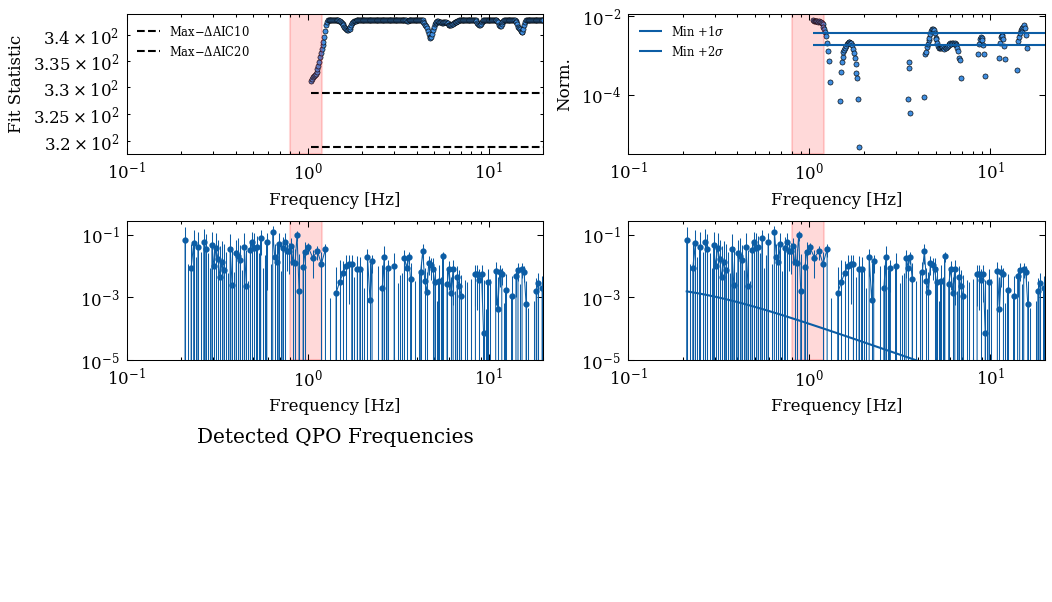 Fit Statistic
3.4 × 10²
3.35 × 10²
3.3 × 10²
3.25 × 10²
3.2 × 10²
Max−ΔAIC10
Max−ΔAIC20
10⁻¹ 10⁰ 10¹
Frequency [Hz]
Norm.
10⁻²
10⁻⁴
Min +1σ
Min +2σ
10⁻¹ 10⁰ 10¹
Frequency [Hz]
10⁻¹
10⁻³
10⁻⁵
10⁻¹ 10⁰ 10¹
Frequency [Hz]
10⁻¹
10⁻³
10⁻⁵
10⁻¹ 10⁰ 10¹
Frequency [Hz]
Detected QPO Frequencies